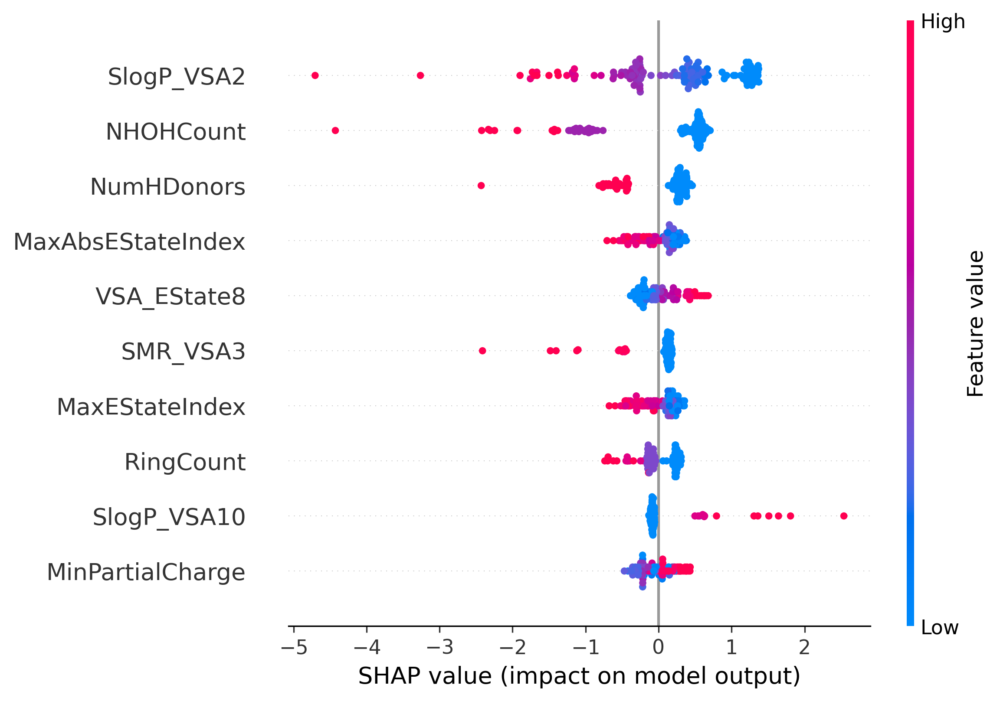 High
SlogP_VSA2
NHOHCount
NumHDonors
MaxAbsEStateIndex
VSA_EState8
SMR_VSA3
MaxEStateIndex
RingCount
SlogP_VSA10
MinPartialCharge
Feature value
Low
−5 −4 −3 −2 −1 0 1 2
SHAP value (impact on model output)